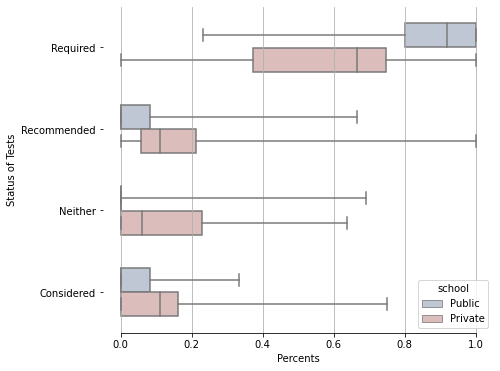 Status of Tests
Required
Recommended
Neither
Considered
0.0 0.2 0.4 0.6 0.8 1.0
Percents
school
Public
Private